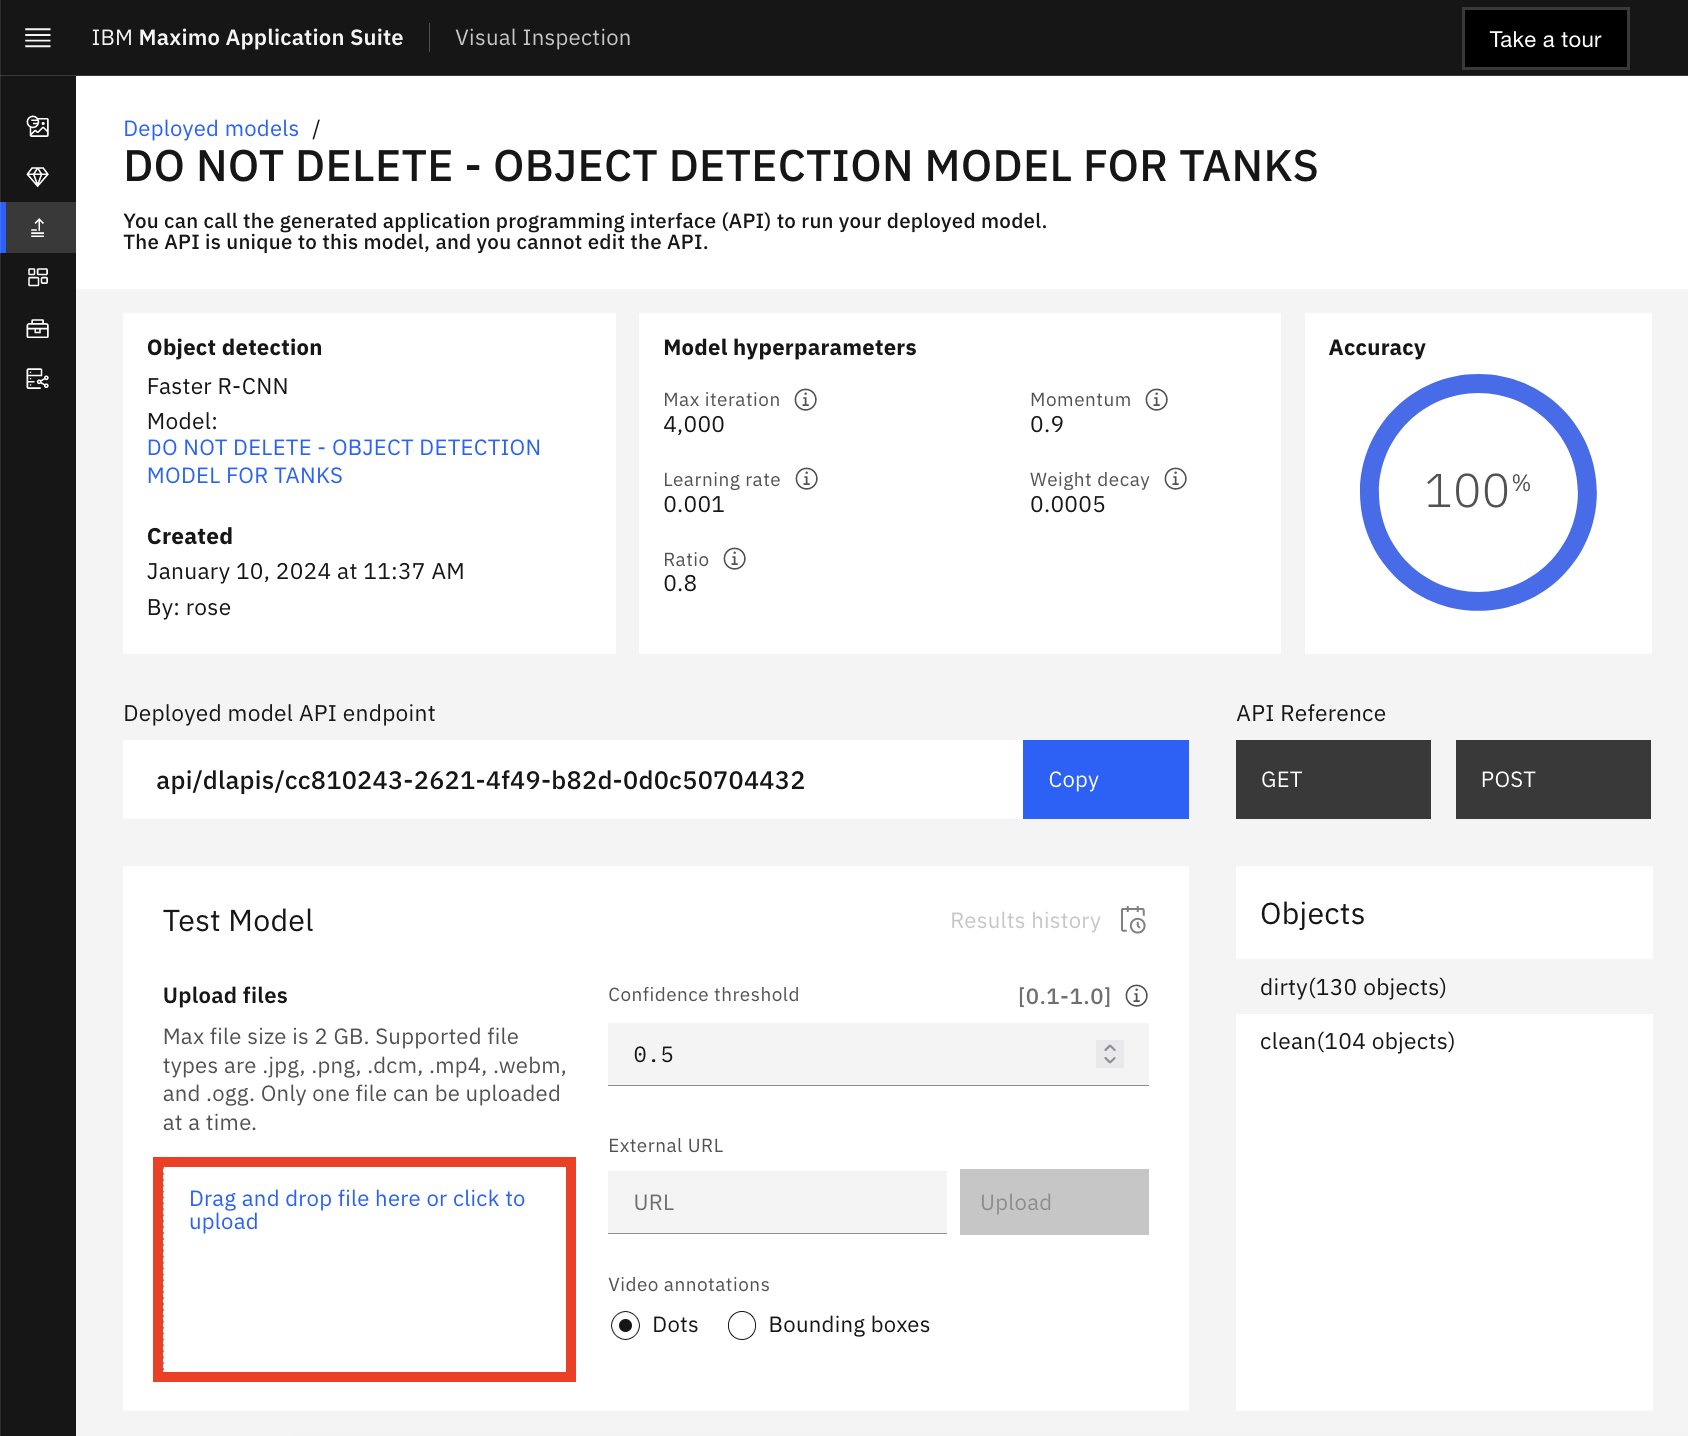 IBM Maximo Application Suite
Visual Inspection
Take a tour
Deployed models /
DO NOT DELETE - OBJECT DETECTION MODEL FOR TANKS
You can call the generated application programming interface (API) to run your deployed model.
The API is unique to this model, and you cannot edit the API.
Object detection
Faster R-CNN
Model:
DO NOT DELETE - OBJECT DETECTION
MODEL FOR TANKS
Created
January 10, 2024 at 11:37 AM
By: rose
Model hyperparameters
Max iteration
4,000
Momentum
0.9
Learning rate
0.001
Weight decay
0.0005
Ratio
0.8
Accuracy
100%
Deployed model API endpoint
api/dlapis/cc810243-2621-4f49-b82d-0d0c50704432
Copy
API Reference
GET
POST
Test Model
Results history
Upload files
Max file size is 2 GB. Supported file
types are .jpg, .png, .dcm, .mp4, .webm,
and .ogg. Only one file can be uploaded
at a time.
Drag and drop file here or click to
upload
Confidence threshold
[0.1-1.0]
0.5
External URL
URL
Upload
Video annotations
Dots
Bounding boxes
Objects
dirty(130 objects)
clean(104 objects)